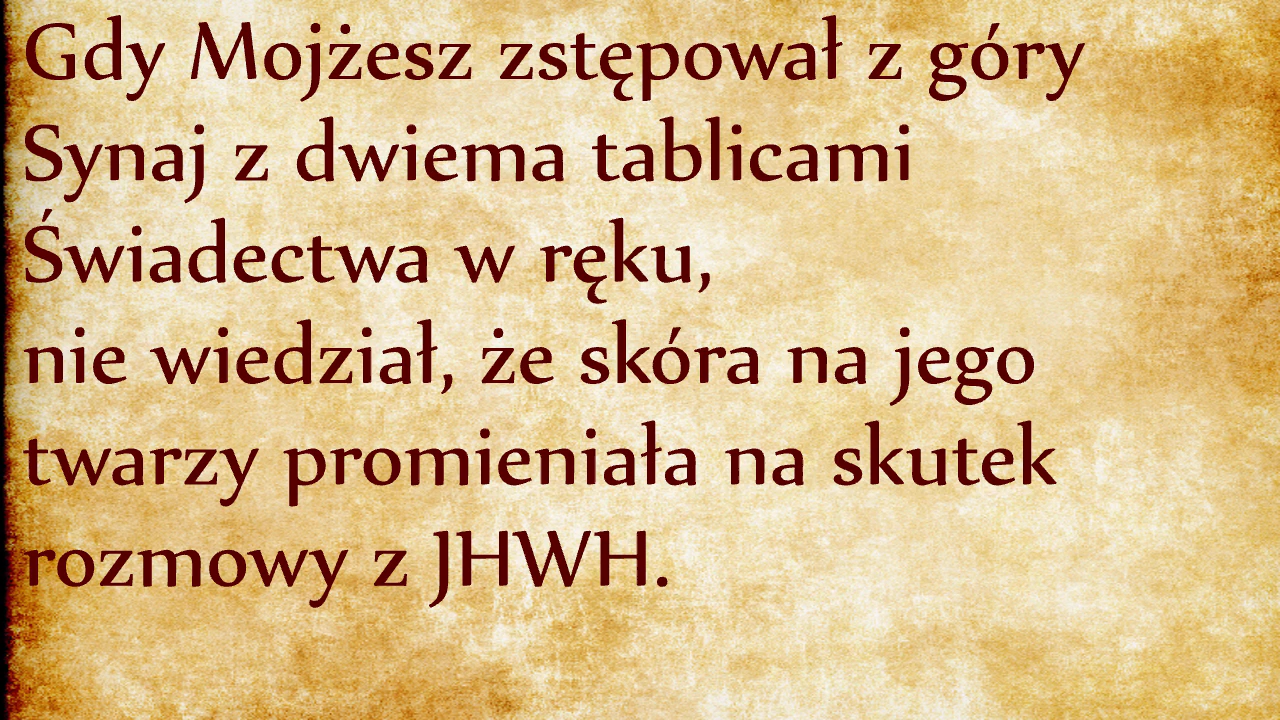 Gdy Mojżesz zstępował z góry
Synaj z dwiema tablicami
Świadectwa w ręku,
nie wiedział, że skóra na jego
twarzy promieniała na skutek
rozmowy z JHWH.